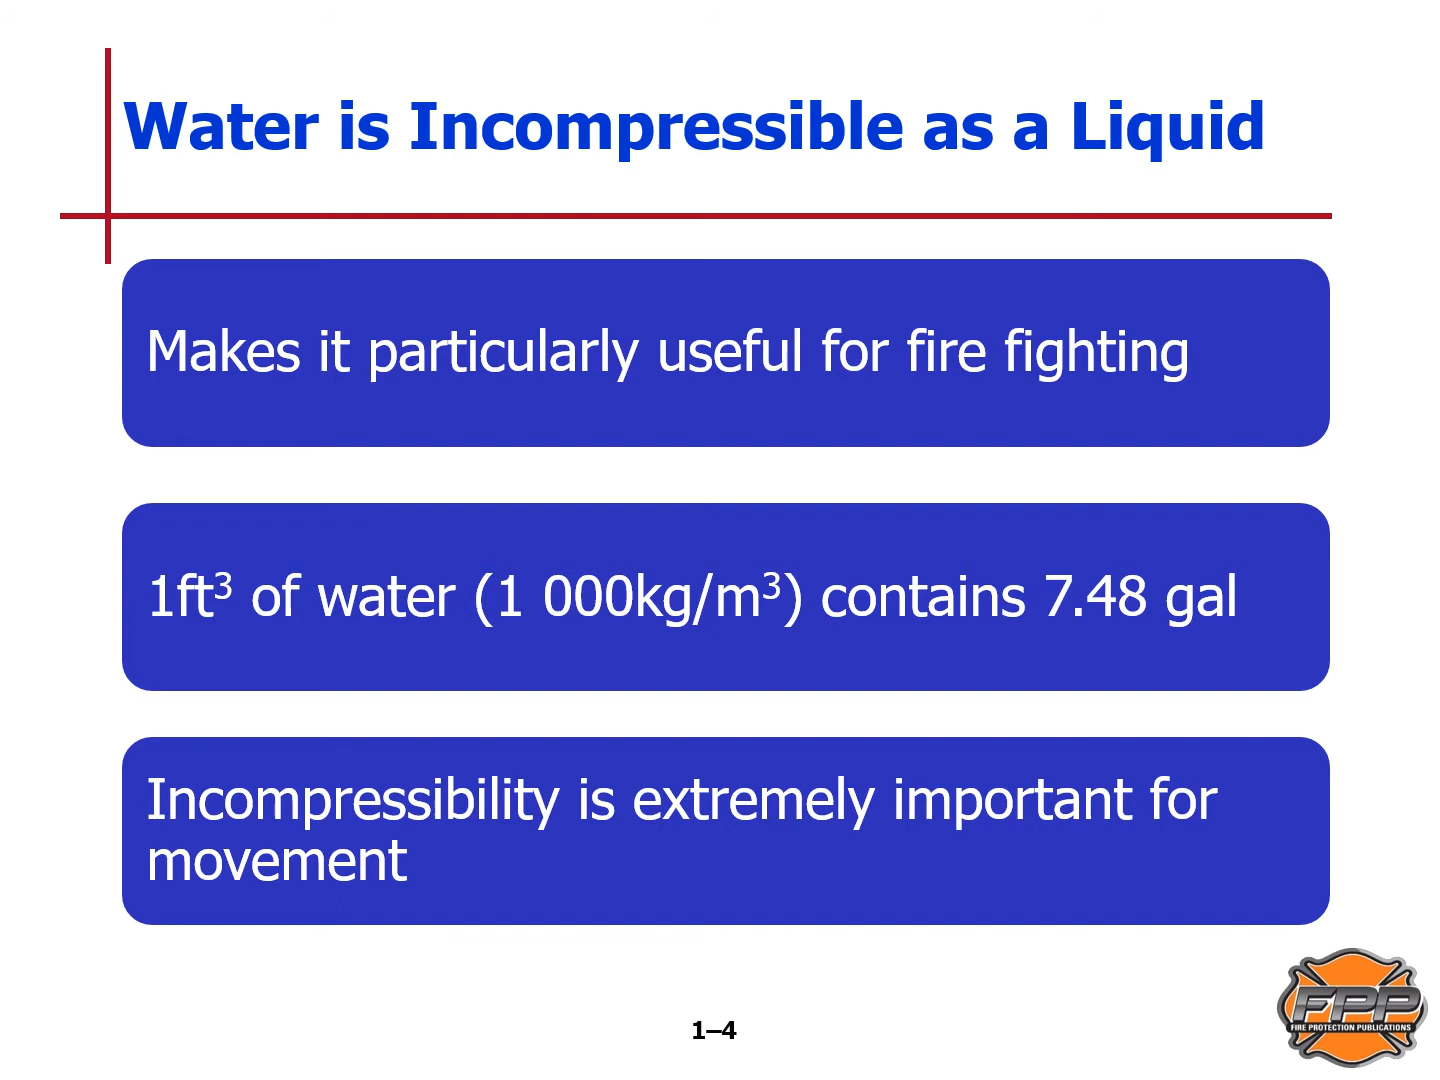 Water is Incompressible as a Liquid
Makes it particularly useful for fire fighting
1ft³ of water (1 000kg/m³) contains 7.48 gal
Incompressibility is extremely important for
movement
1–4
FPP
FIRE PROTECTION PUBLICATIONS